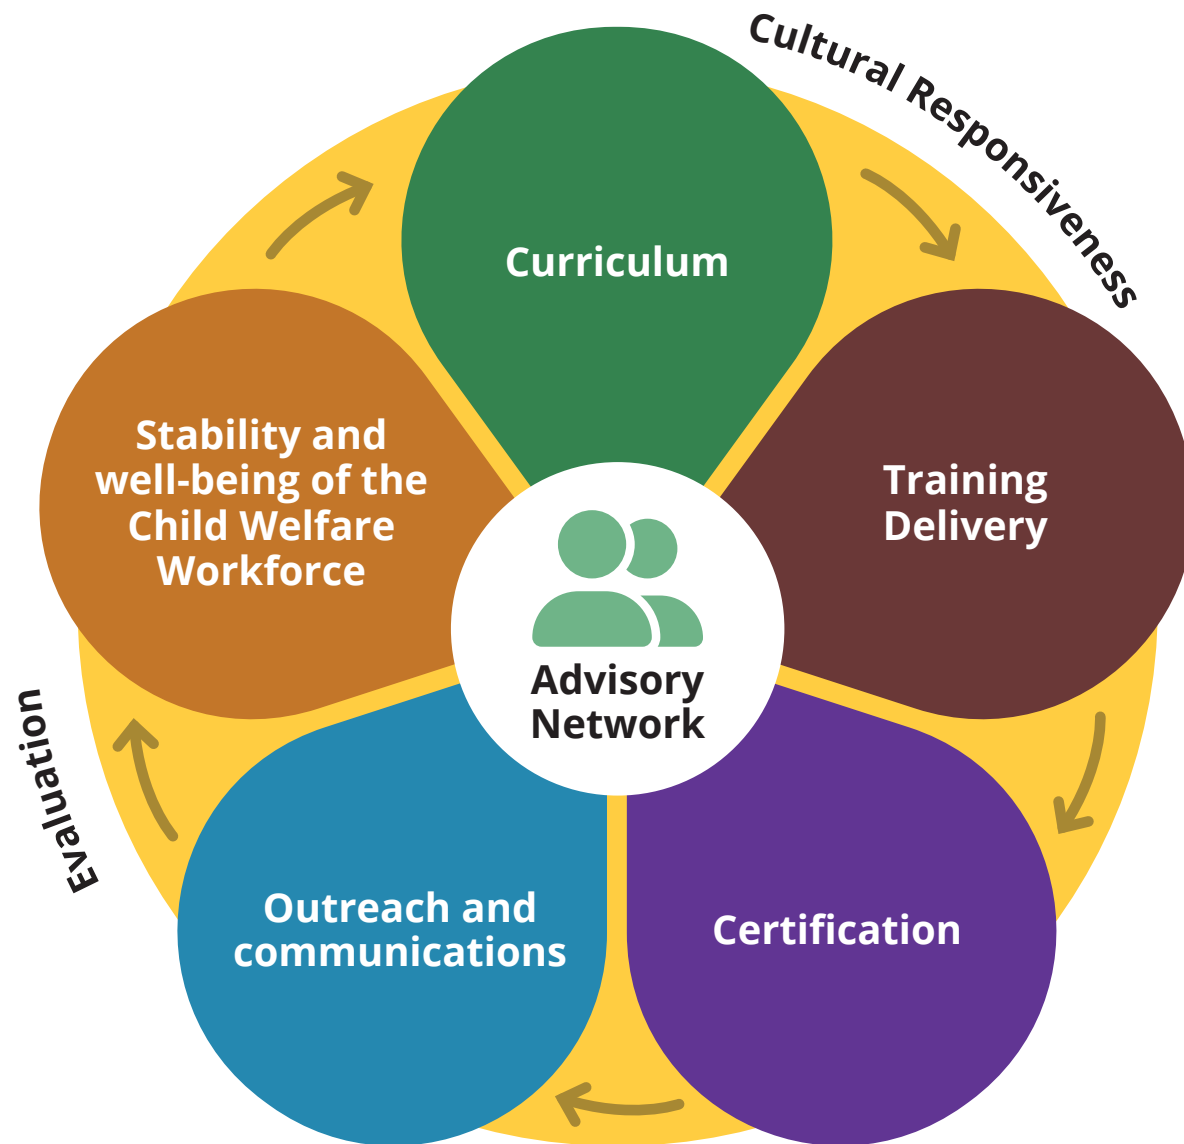 Cultural Responsiveness
Curriculum
Stability and
well-being of the
Child Welfare
Workforce
Training
Delivery
Advisory
Network
Evaluation
Outreach and
communications
Certification